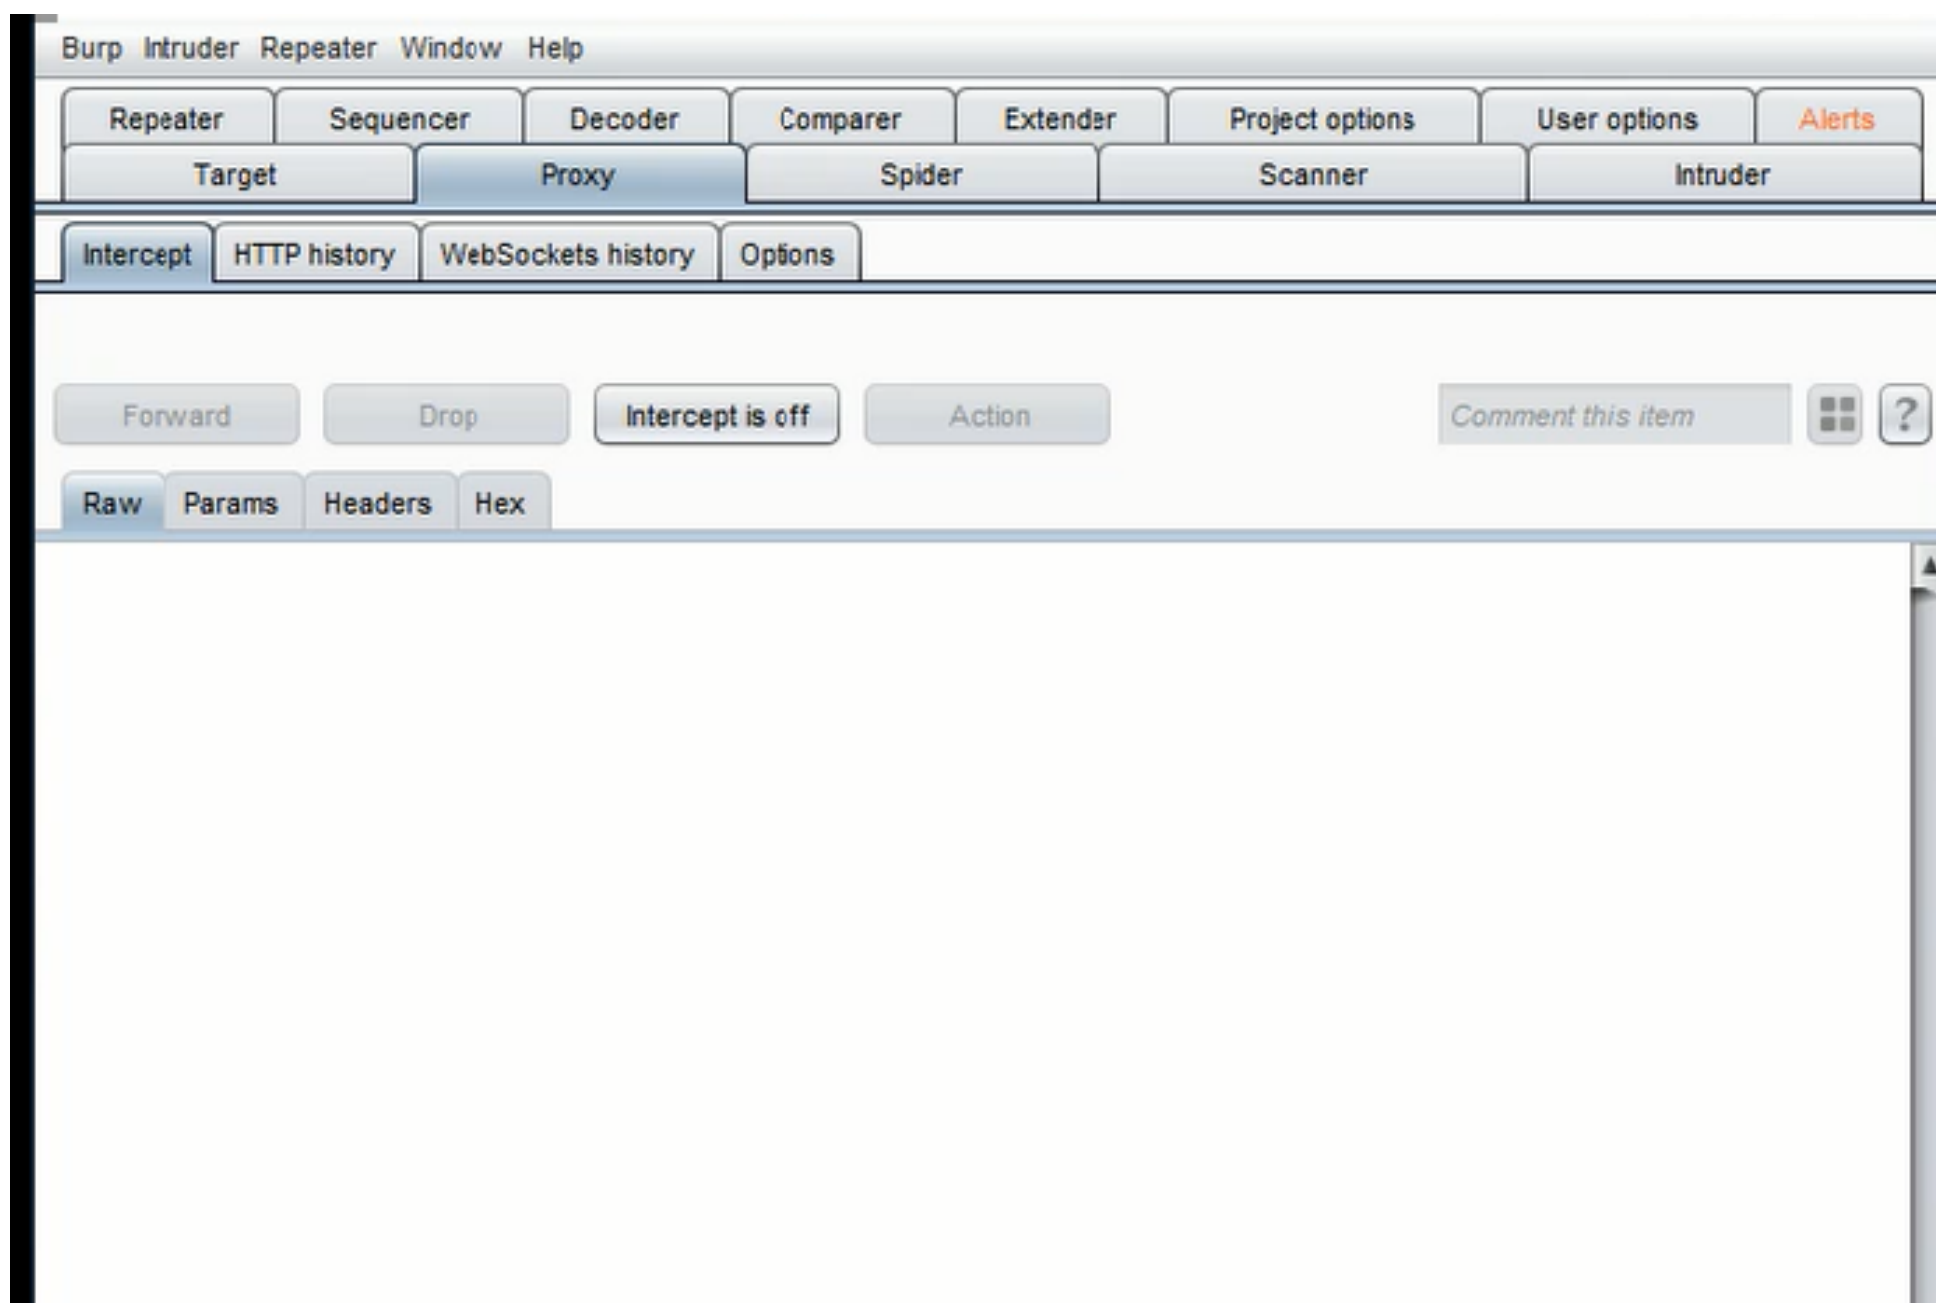 Burp Intruder Repeater Window Help
Repeater Sequencer Decoder Comparer Extender Project options User options Alerts
Target Proxy Spider Scanner Intruder
Intercept HTTP history WebSockets history Options
Forward Drop Intercept is off Action Comment this item ?
Raw Params Headers Hex